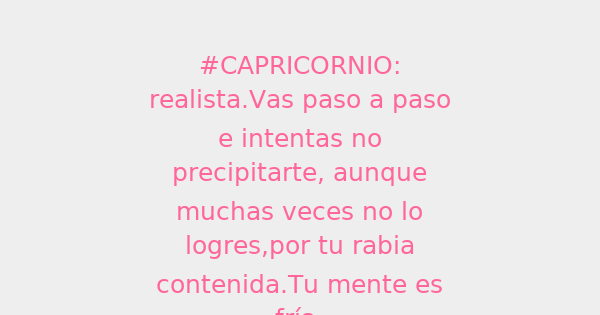 #CAPRICORNIO:
realista.Vas paso a paso
e intentas no
precipitarte, aunque
muchas veces no lo
logres,por tu rabia
contenida.Tu mente es
fría